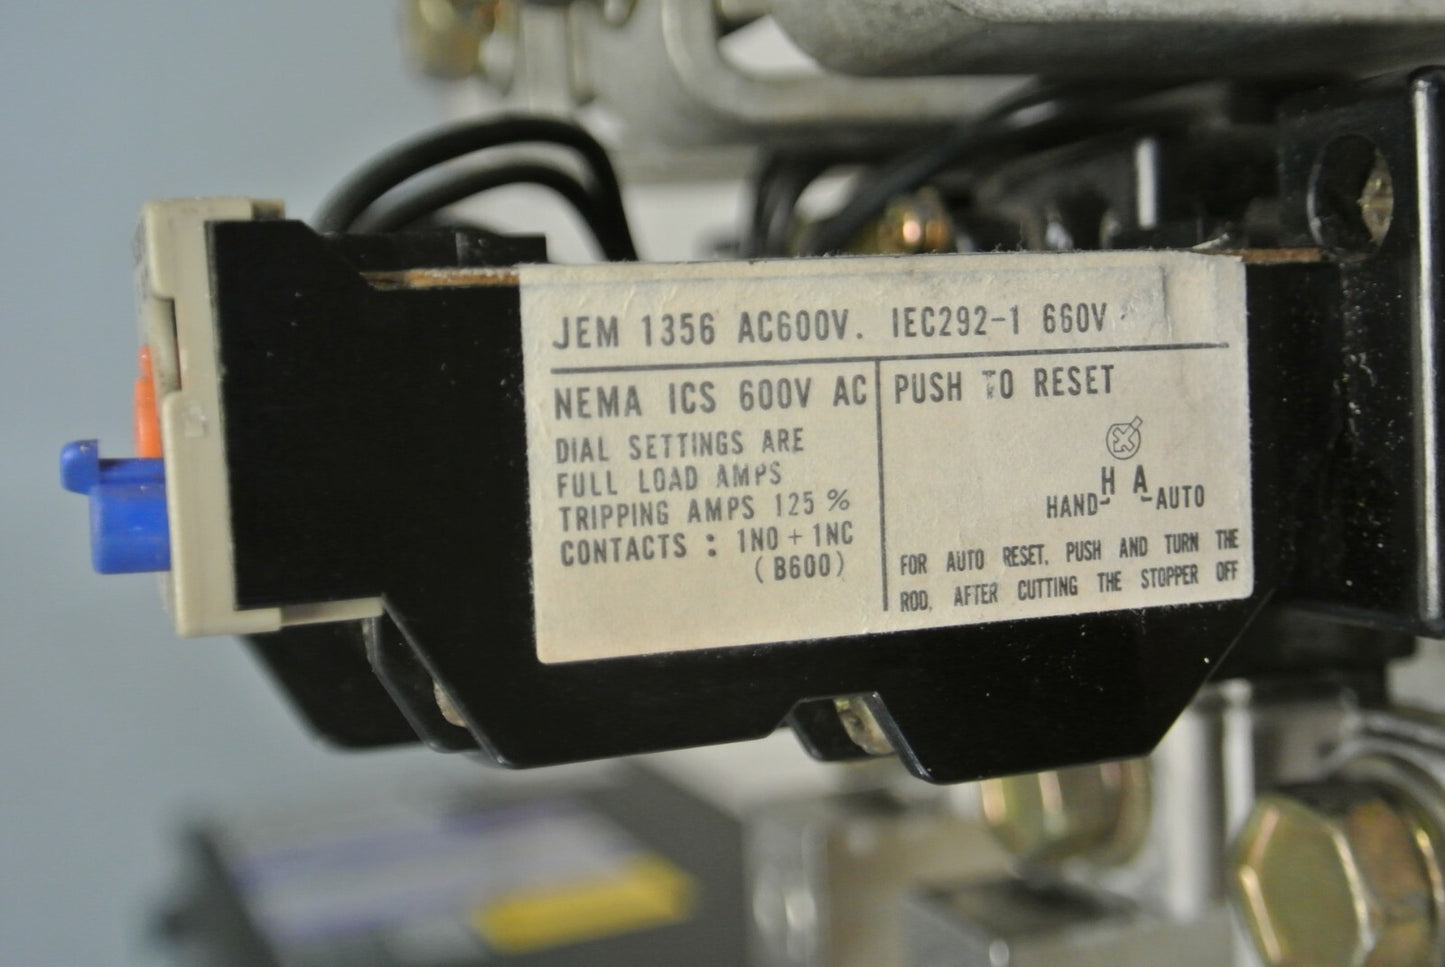 JEM 1356 AC600V. IEC292-1 660V
NEMA ICS 600V AC
DIAL SETTINGS ARE
FULL LOAD AMPS
TRIPPING AMPS 125 %
CONTACTS : 1NO + 1NC
(B600)
PUSH TO RESET
H A
HAND AUTO
FOR AUTO RESET, PUSH AND TURN THE
ROD, AFTER CUTTING THE STOPPER OFF